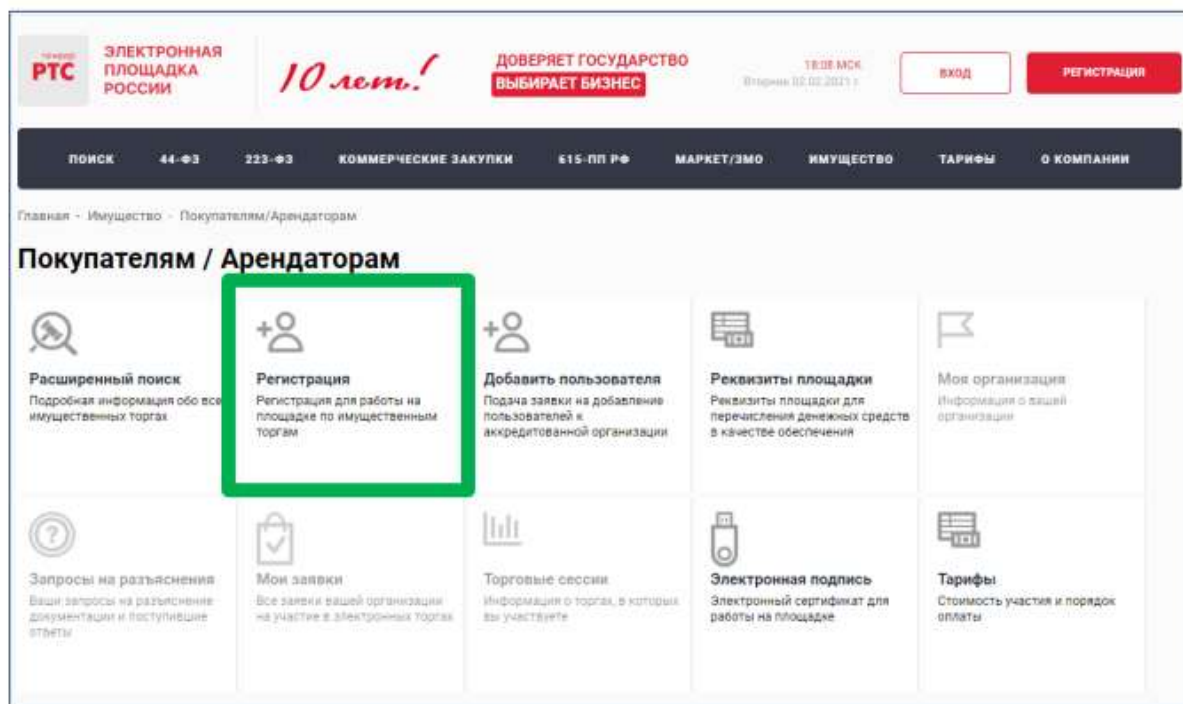 тендер
РТС
ЭЛЕКТРОННАЯ
ПЛОЩАДКА
РОССИИ
10 лет!
ДОВЕРЯЕТ ГОСУДАРСТВО
ВЫБИРАЕТ БИЗНЕС
18:08 МСК
Вторник 02.02.2021 г.
ВХОД
РЕГИСТРАЦИЯ
ПОИСК 44-ФЗ 223-ФЗ КОММЕРЧЕСКИЕ ЗАКУПКИ 615-ПП РФ МАРКЕТ/ЗМО ИМУЩЕСТВО ТАРИФЫ О КОМПАНИИ
Главная - Имущество - Покупателям/Арендаторам
Покупателям / Арендаторам
Расширенный поиск
Подробная информация обо все
имущественных торгах
Регистрация
Регистрация для работы на
площадке по имущественным
торгам
Добавить пользователя
Подача заявки на добавление
пользователей к
аккредитованной организации
Реквизиты площадки
Реквизиты площадки для
перечисления денежных средств
в качестве обеспечения
Моя организация
Информация о вашей
организации
Запросы на разъяснения
Ваши запросы на разъяснение
документации и поступившие
ответы
Мои заявки
Все заявки вашей организации
на участие в электронных торгах
Торговые сессии
Информация о торгах, в которых
вы участвуете
Электронная подпись
Электронный сертификат для
работы на площадке
Тарифы
Стоимость участия и порядок
оплаты